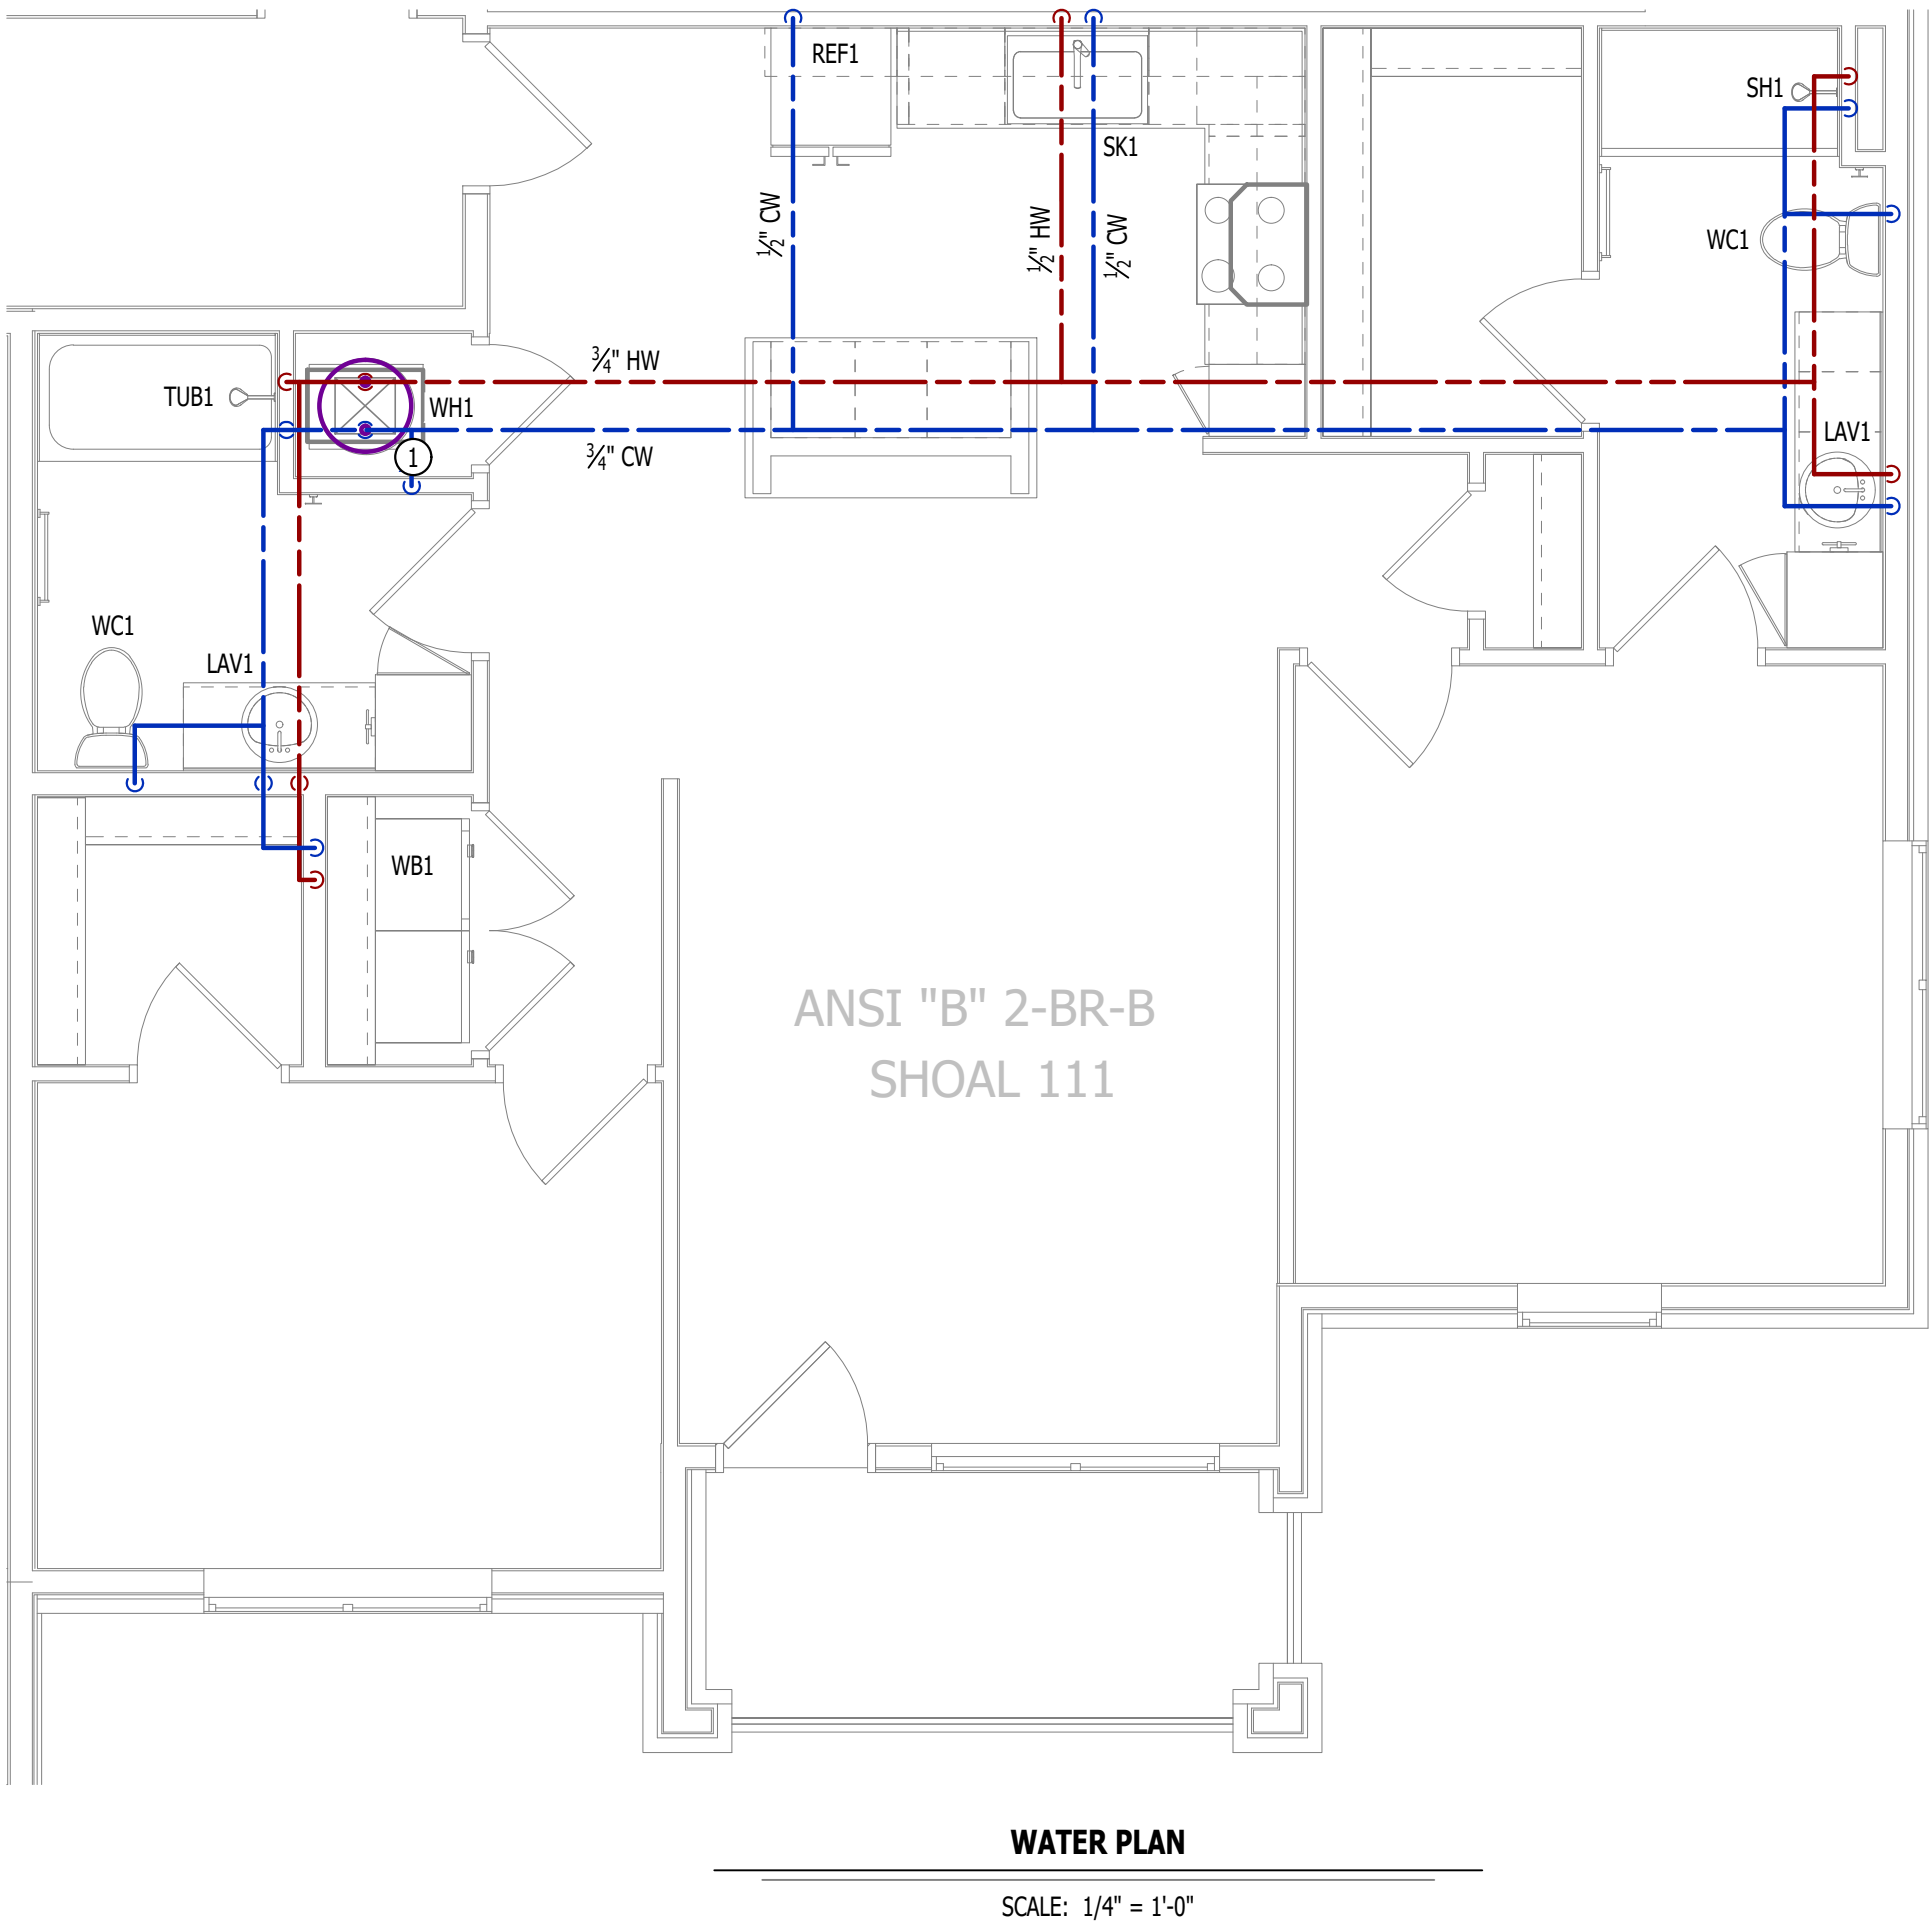 REF1
SH1
SK1
½" CW
½" HW
½" CW
WC1
¾" HW
TUB1
WH1
¾" CW
1
LAV1
WC1
LAV1
WB1
ANSI "B" 2-BR-B
SHOAL 111
WATER PLAN
SCALE: 1/4" = 1'-0"